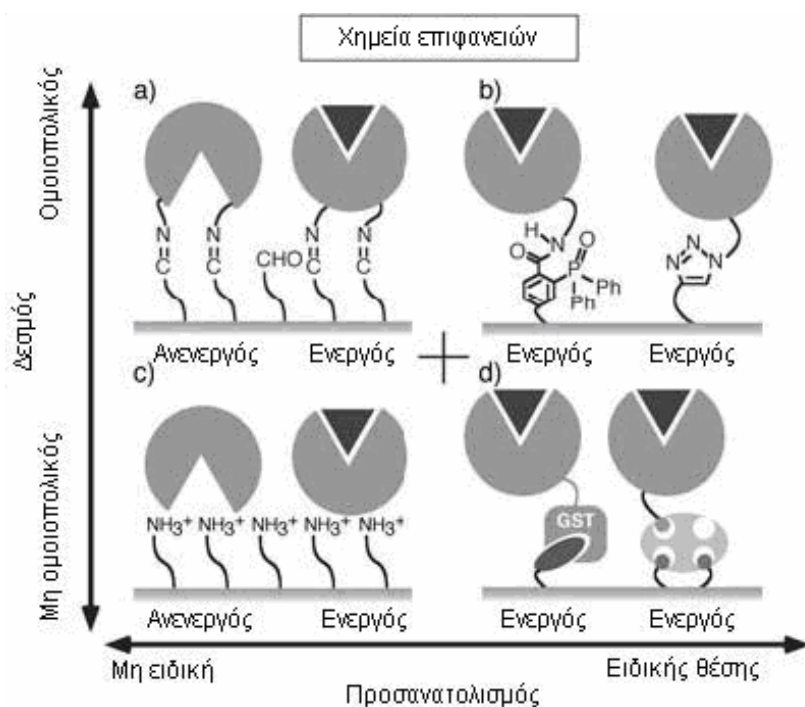 Χημεία επιφανειών
Δεσμός
Ομοιοπολικός
Μη ομοιοπολικός
a)
N=C
N=C
CHO
N=C
N=C
Ανενεργός
Ενεργός
b)
H
N
O
O
P
Ph
Ph
N
N
N
Ενεργός
Ενεργός
c)
NH3+ NH3+ NH3+ NH3+ NH3+
Ανενεργός
Ενεργός
d)
GST
Ενεργός
Ενεργός
Μη ειδική
Ειδικής θέσης
Προσανατολισμός